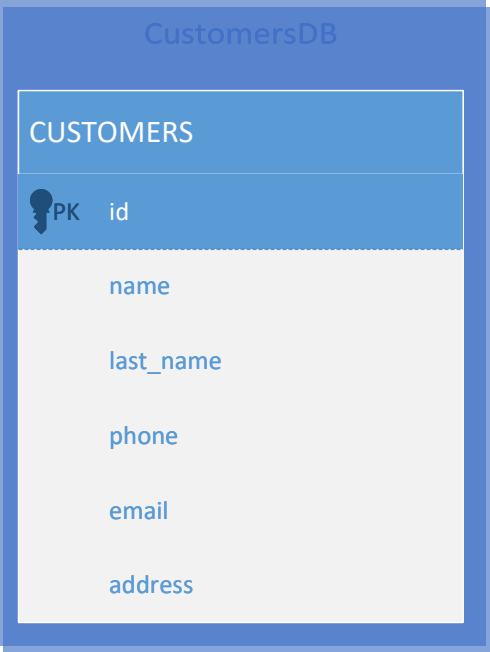 CustomersDB
CUSTOMERS
PK id
name
last_name
phone
email
address